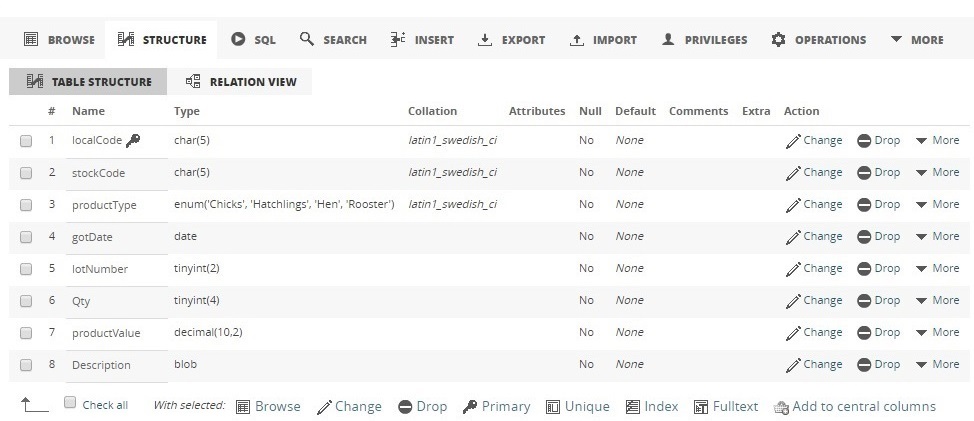 BROWSE STRUCTURE SQL SEARCH INSERT EXPORT IMPORT PRIVILEGES OPERATIONS MORE
TABLE STRUCTURE RELATION VIEW
# Name Type Collation Attributes Null Default Comments Extra Action
1 localCode char(5) latin1_swedish_ci No None Change Drop More
2 stockCode char(5) latin1_swedish_ci No None Change Drop More
3 productType enum('Chicks', 'Hatchlings', 'Hen', 'Rooster') latin1_swedish_ci No None Change Drop More
4 gotDate date No None Change Drop More
5 lotNumber tinyint(2) No None Change Drop More
6 Qty tinyint(4) No None Change Drop More
7 productValue decimal(10,2) No None Change Drop More
8 Description blob No None Change Drop More
Check all With selected: Browse Change Drop Primary Unique Index Fulltext Add to central columns